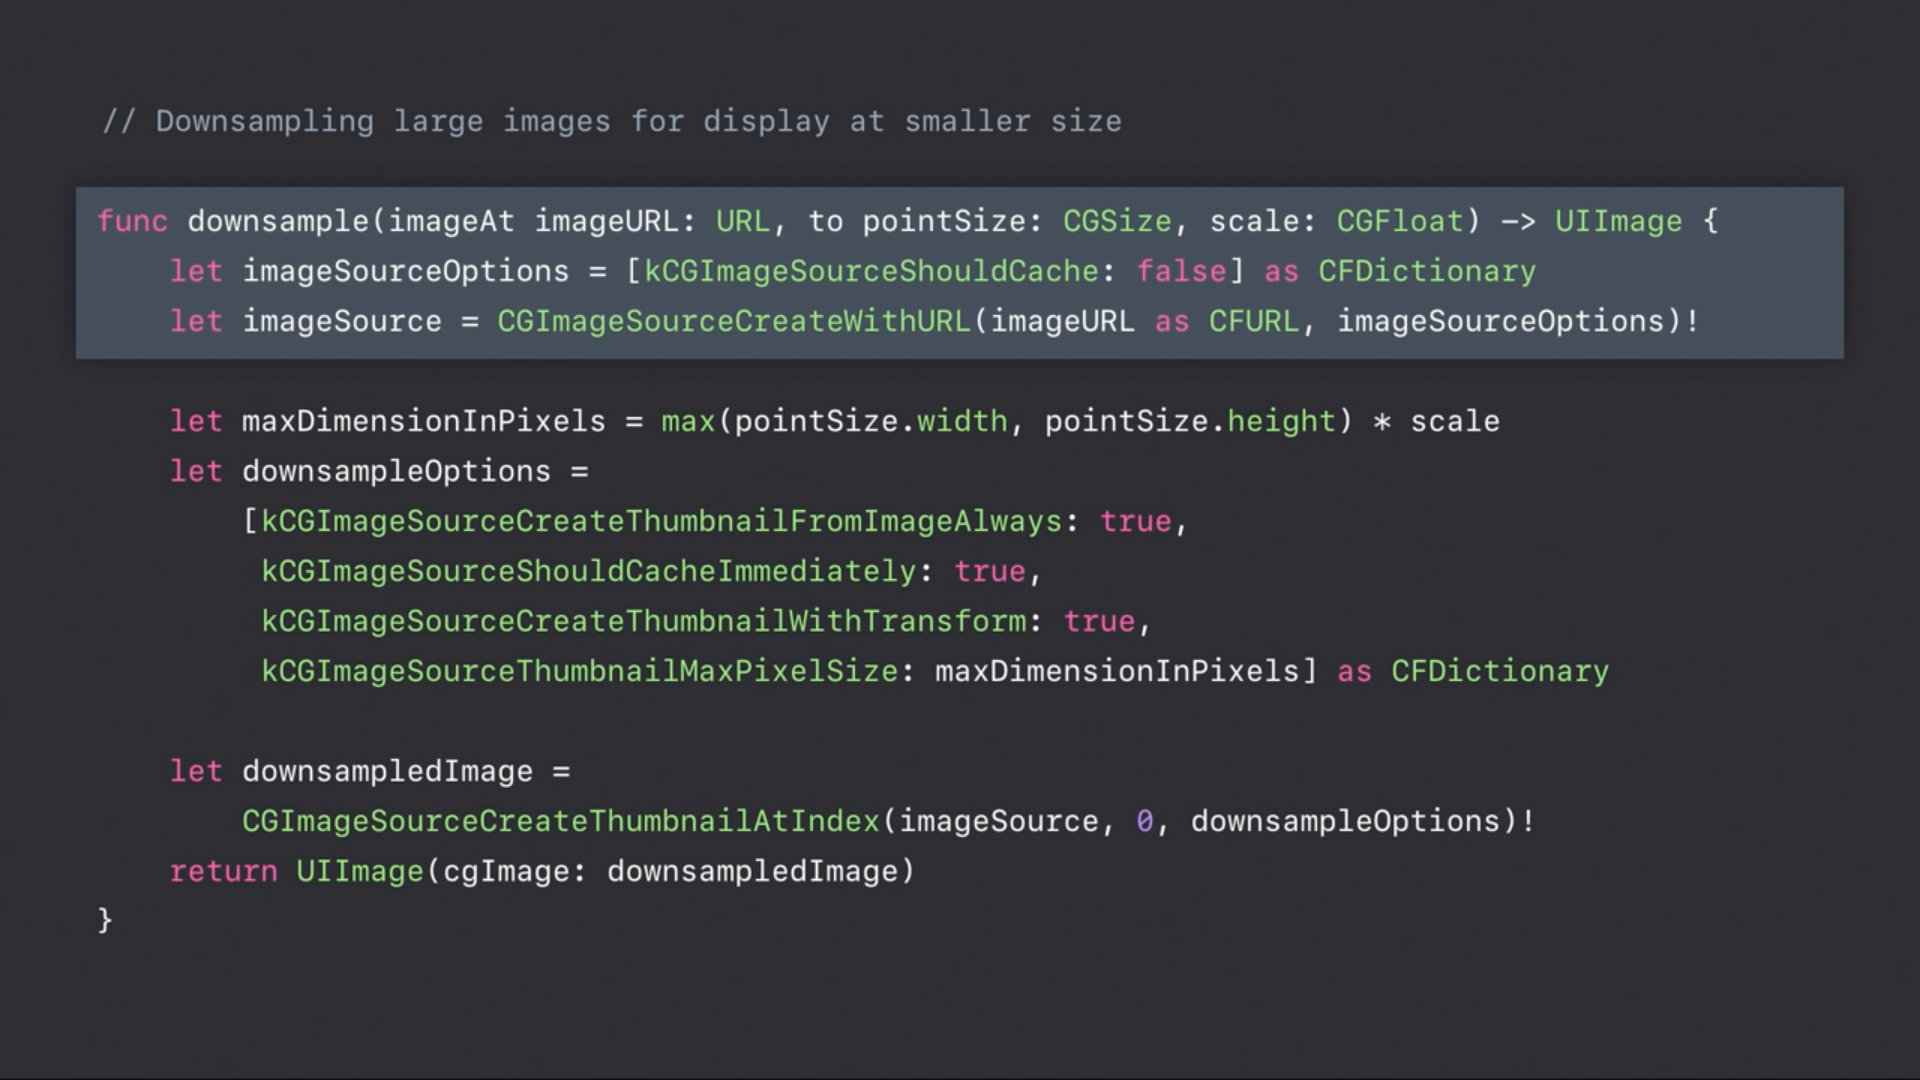 // Downsampling large images for display at smaller size
func downsample(imageAt imageURL: URL, to pointSize: CGSize, scale: CGFloat) -> UIImage {
    let imageSourceOptions = [kCGImageSourceShouldCache: false] as CFDictionary
    let imageSource = CGImageSourceCreateWithURL(imageURL as CFURL, imageSourceOptions)!
    let maxDimensionInPixels = max(pointSize.width, pointSize.height) * scale
    let downsampleOptions =
        [kCGImageSourceCreateThumbnailFromImageAlways: true,
         kCGImageSourceShouldCacheImmediately: true,
         kCGImageSourceCreateThumbnailWithTransform: true,
         kCGImageSourceThumbnailMaxPixelSize: maxDimensionInPixels] as CFDictionary
    let downsampledImage =
        CGImageSourceCreateThumbnailAtIndex(imageSource, 0, downsampleOptions)!
    return UIImage(cgImage: downsampledImage)
}